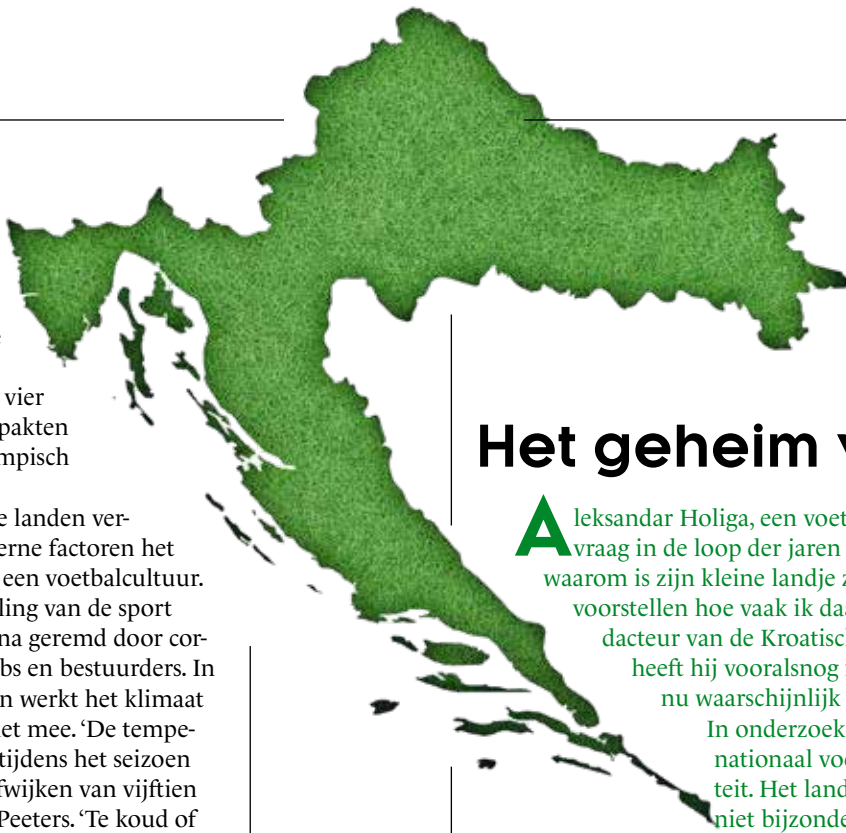 vier
pakten
mpisch
e landen ver-
erne factoren het
een voetbalcultuur.
ling van de sport
na geremd door cor-
bs en bestuurders. In
n werkt het klimaat
et mee. ‘De tempe-
tijdens het seizoen
fwijken van vijftien
Peeters. ‘Te koud of
Het geheim v
Aleksandar Holiga, een voet
vraag in de loop der jaren
waarom is zijn kleine landje z
voorstellen hoe vaak ik daa
dacteur van de Kroatisch
heeft hij vooralsnog
nu waarschijnlijk
In onderzoek
nationaal voe
teit. Het land
niet bijzonde